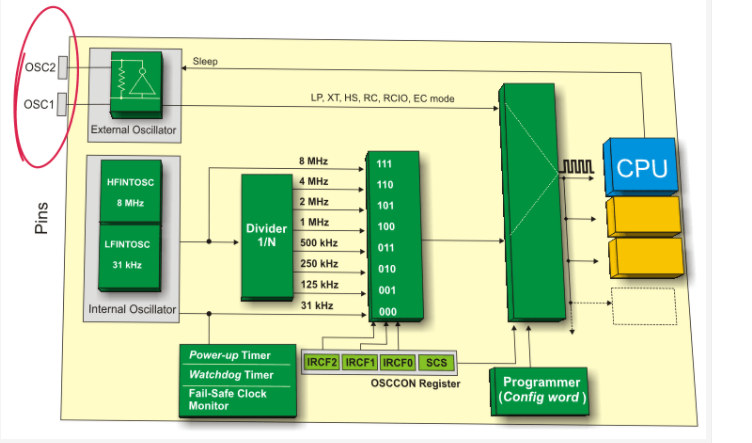 OSC2
OSC1
Pins
Sleep
LP, XT, HS, RC, RCIO, EC mode
External Oscillator
HFINTOSC
8 MHz
LFINTOSC
31 kHz
Internal Oscillator
Divider
1/N
8 MHz
4 MHz
2 MHz
1 MHz
500 kHz
250 kHz
125 kHz
31 kHz
111
110
101
100
011
010
001
000
CPU
Power-up Timer
Watchdog Timer
Fail-Safe Clock
Monitor
IRCF2 IRCF1 IRCF0 SCS
OSCCON Register
Programmer
(Config word )